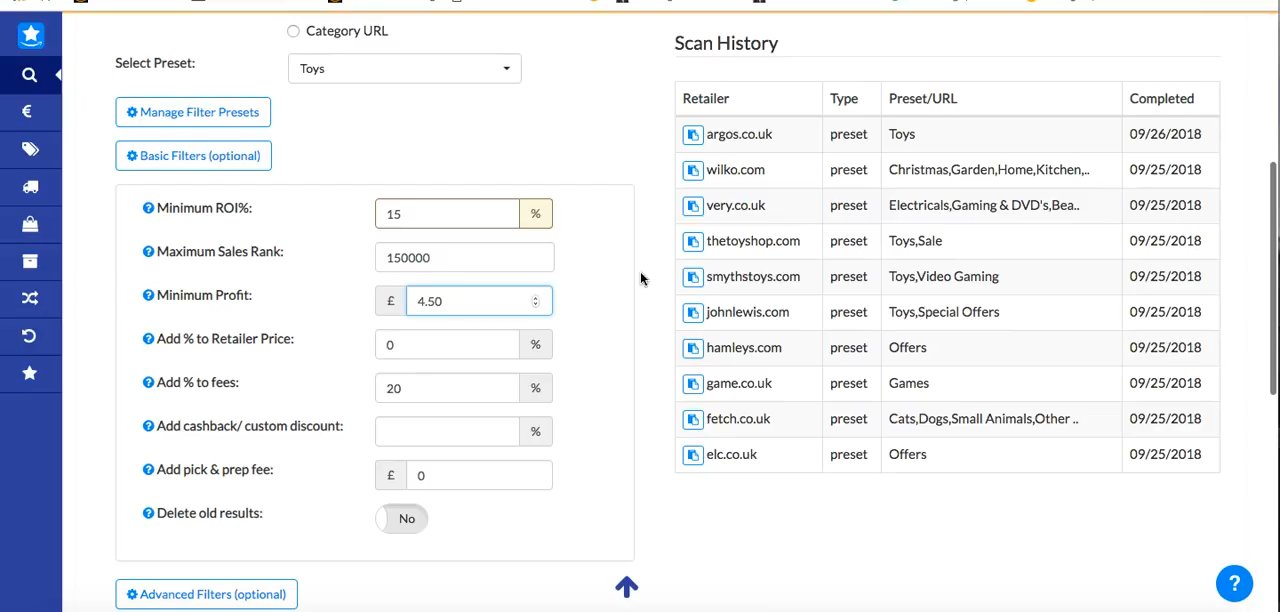 Category URL
Select Preset:
Toys
Manage Filter Presets
Basic Filters (optional)
Minimum ROI%:
15
%
Maximum Sales Rank:
150000
Minimum Profit:
£
4.50
Add % to Retailer Price:
0
%
Add % to fees:
20
%
Add cashback/ custom discount:
%
Add pick & prep fee:
£
0
Delete old results:
No
Advanced Filters (optional)
Scan History
Retailer Type Preset/URL Completed
argos.co.uk preset Toys 09/26/2018
wilko.com preset Christmas,Garden,Home,Kitchen,.. 09/25/2018
very.co.uk preset Electricals,Gaming & DVD's,Bea.. 09/25/2018
thetoyshop.com preset Toys,Sale 09/25/2018
smythstoys.com preset Toys,Video Gaming 09/25/2018
johnlewis.com preset Toys,Special Offers 09/25/2018
hamleys.com preset Offers 09/25/2018
game.co.uk preset Games 09/25/2018
fetch.co.uk preset Cats,Dogs,Small Animals,Other .. 09/25/2018
elc.co.uk preset Offers 09/25/2018